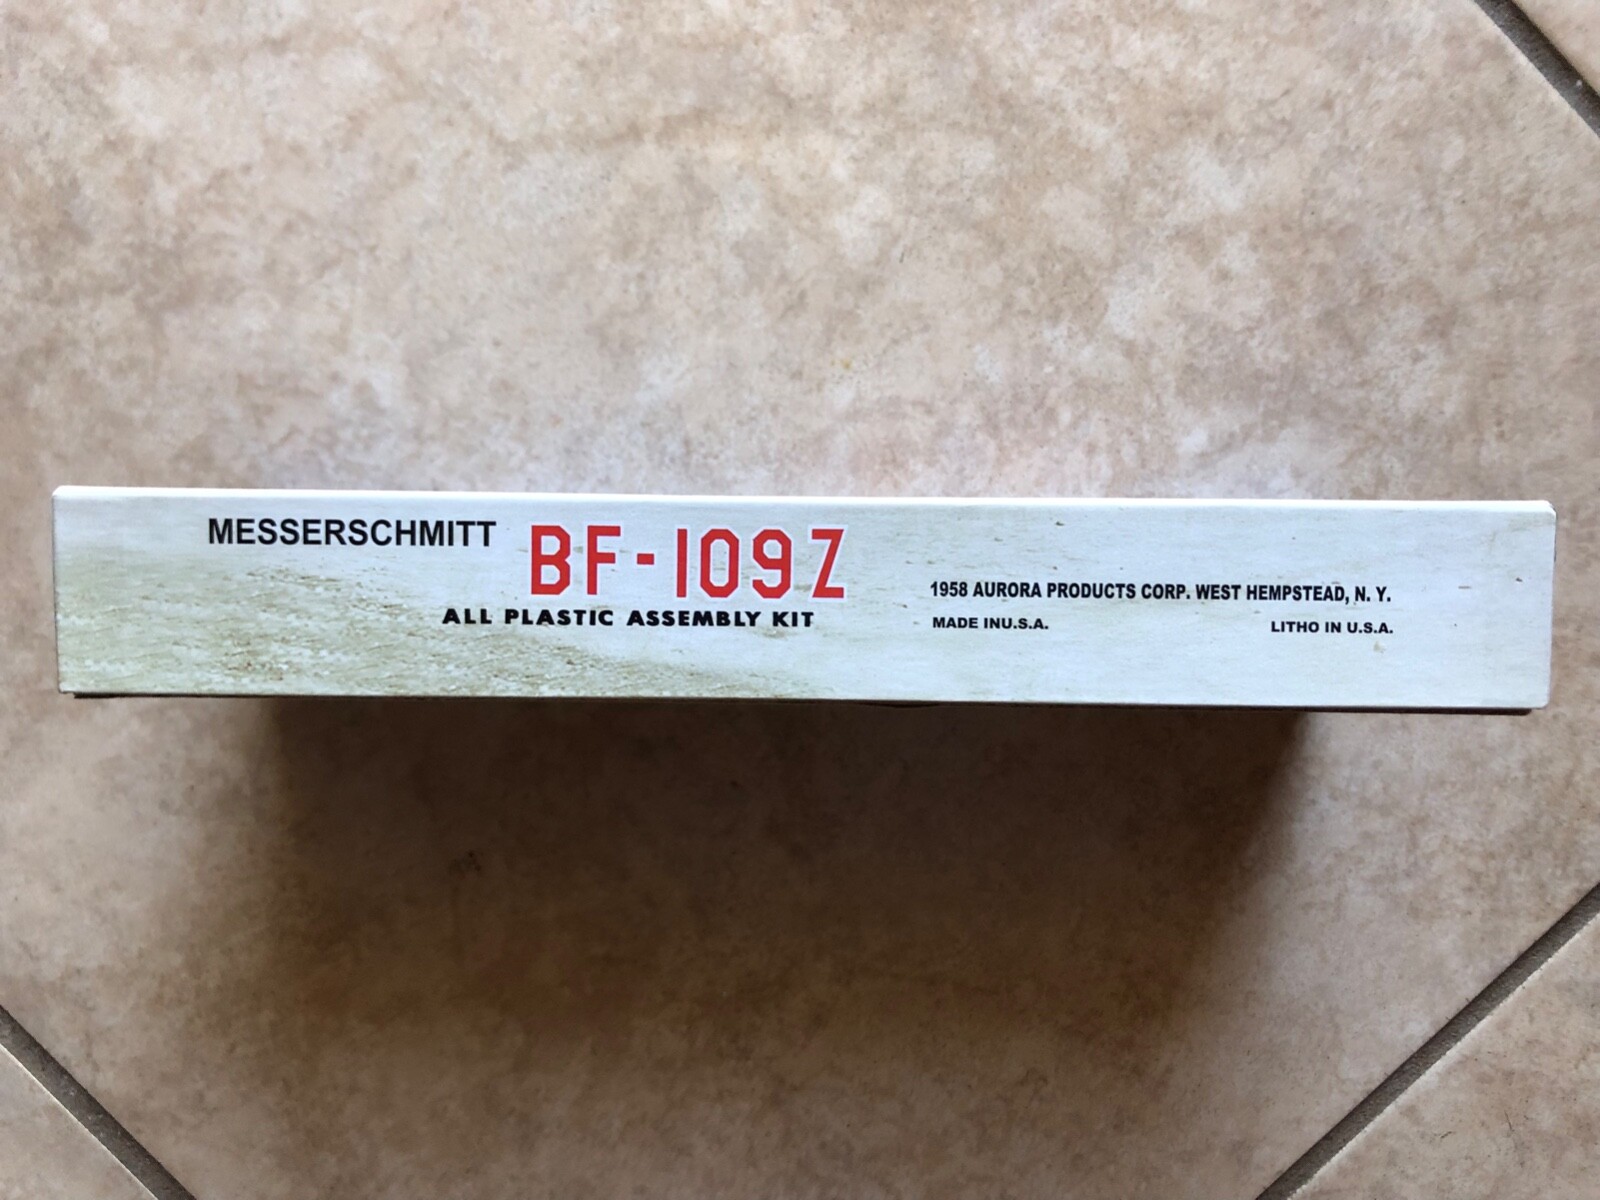 MESSERSCHMITT BF-109Z
ALL PLASTIC ASSEMBLY KIT
1958 AURORA PRODUCTS CORP. WEST HEMPSTEAD, N. Y.
MADE INU.S.A. LITHO IN U.S.A.